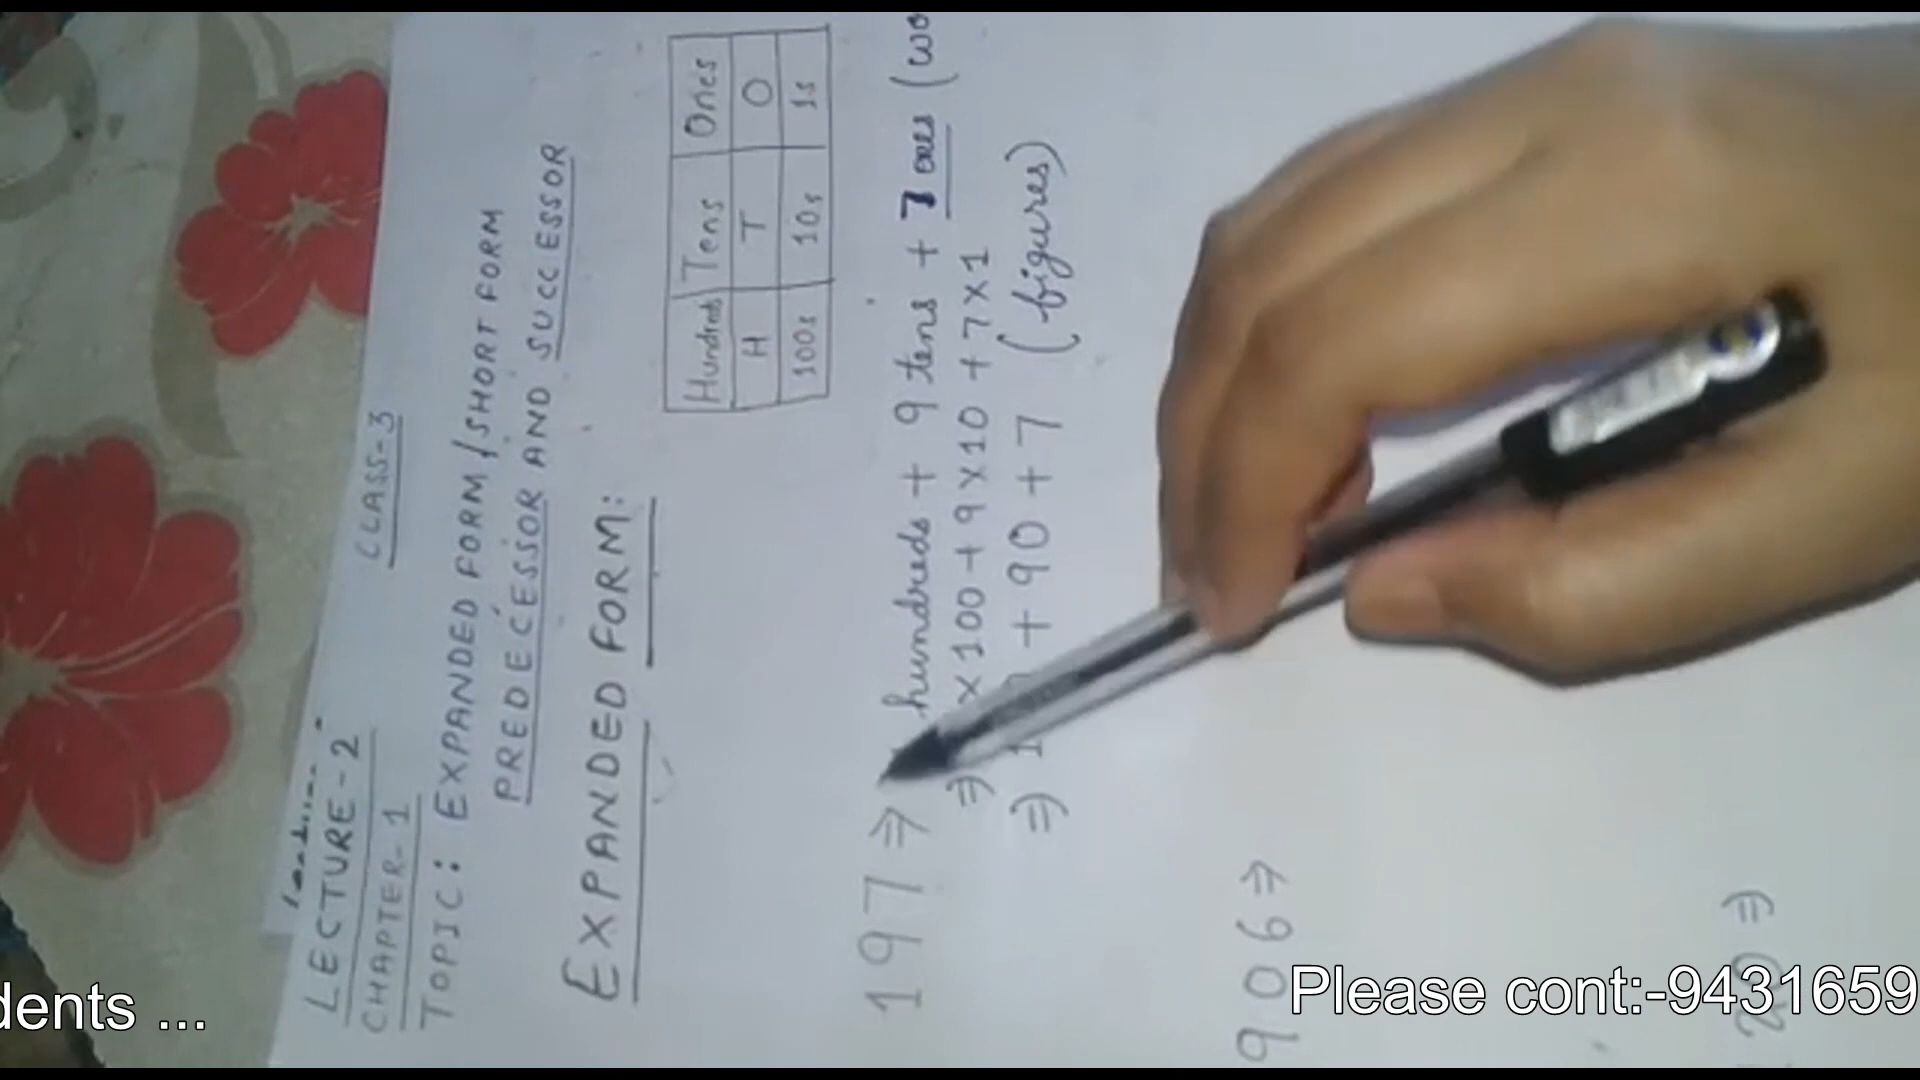 LECTURE-2
CLASS-3
CHAPTER-1
TOPIC: EXPANDED FORM/SHORT FORM
PREDECESSOR AND SUCCESSOR
EXPANDED FORM:
Hundreds Tens Ones
H T O
100s 10s 1s
197 ⇒ hundreds + 9 tens + 7 ones
⇒ ×100 + 9×10 + 7×1
⇒ + 90 + 7 (figures)
906 ⇒
20 ⇒
dents ...
Please cont:-9431659